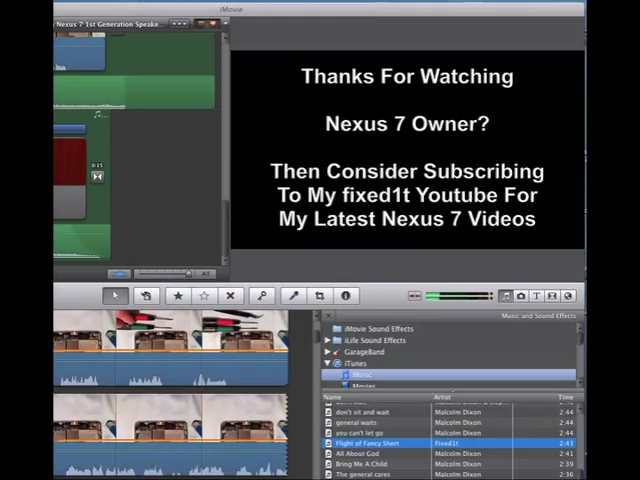 iMovie
Nexus 7 1st Generation Speake...
Thanks For Watching
Nexus 7 Owner?
Then Consider Subscribing
To My fixed1t Youtube For
My Latest Nexus 7 Videos
0:15
All
Music and Sound Effects
iMovie Sound Effects
iLife Sound Effects
GarageBand
iTunes
Music
Movies
Name Artist Time
don't sit and wait Malcolm Dixon 2:44
general waits Malcolm Dixon 2:44
you can't let go Malcolm Dixon 2:44
Flight of Fancy Short Fixed1t 2:43
All About God Malcolm Dixon 2:41
Bring Me A Child Malcolm Dixon 2:39
The general cares Malcolm Dixon 2:36